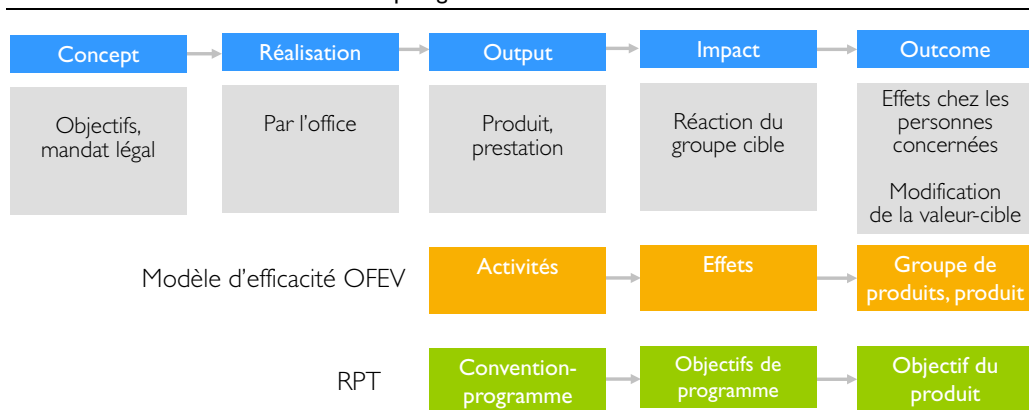 Concept
Réalisation
Output
Impact
Outcome
Objectifs,
mandat légal
Par l'office
Produit,
prestation
Réaction du
groupe cible
Effets chez les
personnes
concernées
Modification
de la valeur-cible
Modèle d'efficacité OFEV
Activités
Effets
Groupe de
produits, produit
RPT
Convention-
programme
Objectifs de
programme
Objectif du
produit